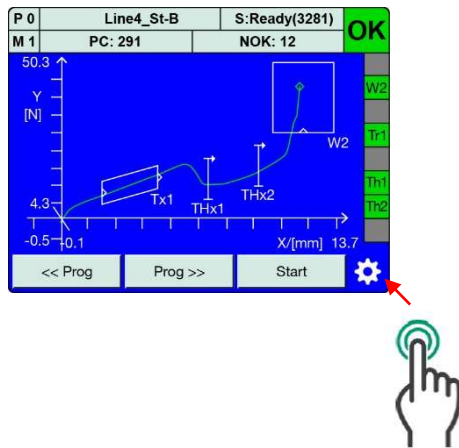 P 0 Line4_St-B S:Ready(3281) OK
M 1 PC: 291 NOK: 12
50.3
Y
[N]
W2
W2
Tr1
Tx1
THx1
THx2
Th1
Th2
4.3
-0.5
-0.1
X/[mm] 13.7
<< Prog Prog >> Start